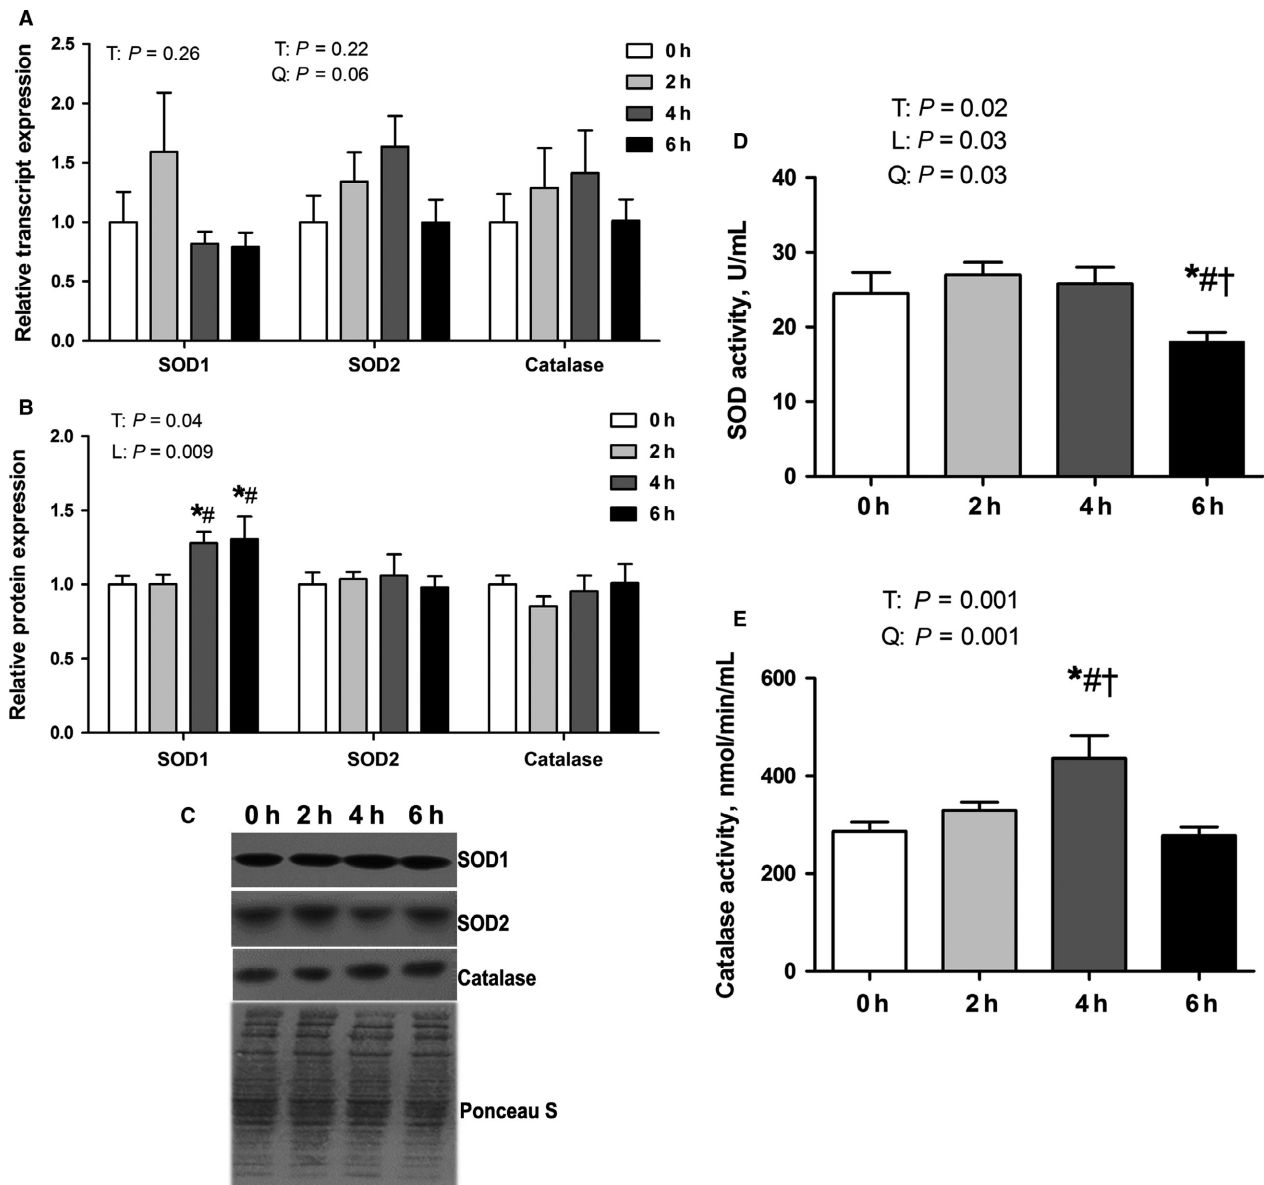 A
Relative transcript expression
2.5
2.0
1.5
1.0
0.5
0.0
T: P = 0.26
T: P = 0.22
Q: P = 0.06
0 h
2 h
4 h
6 h
SOD1 SOD2 Catalase
B
Relative protein expression
2.0
1.5
1.0
0.5
0.0
T: P = 0.04
L: P = 0.009
*# *#
0 h
2 h
4 h
6 h
SOD1 SOD2 Catalase
C
0 h 2 h 4 h 6 h
SOD1
SOD2
Catalase
Ponceau S
D
T: P = 0.02
L: P = 0.03
Q: P = 0.03
SOD activity, U/mL
40
30
20
10
0
*#†
0 h 2 h 4 h 6 h
E
T: P = 0.001
Q: P = 0.001
Catalase activity, nmol/min/mL
600
400
200
0
*#†
0 h 2 h 4 h 6 h